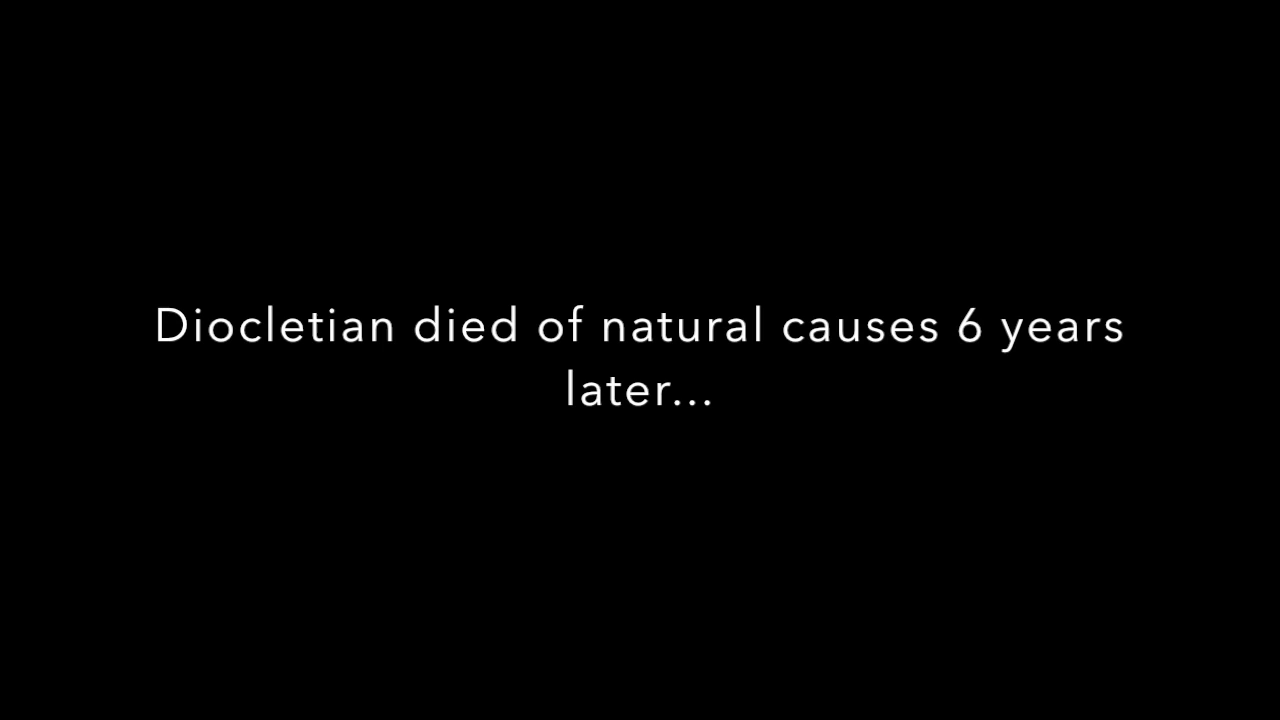 Diocletian died of natural causes 6 years
later...